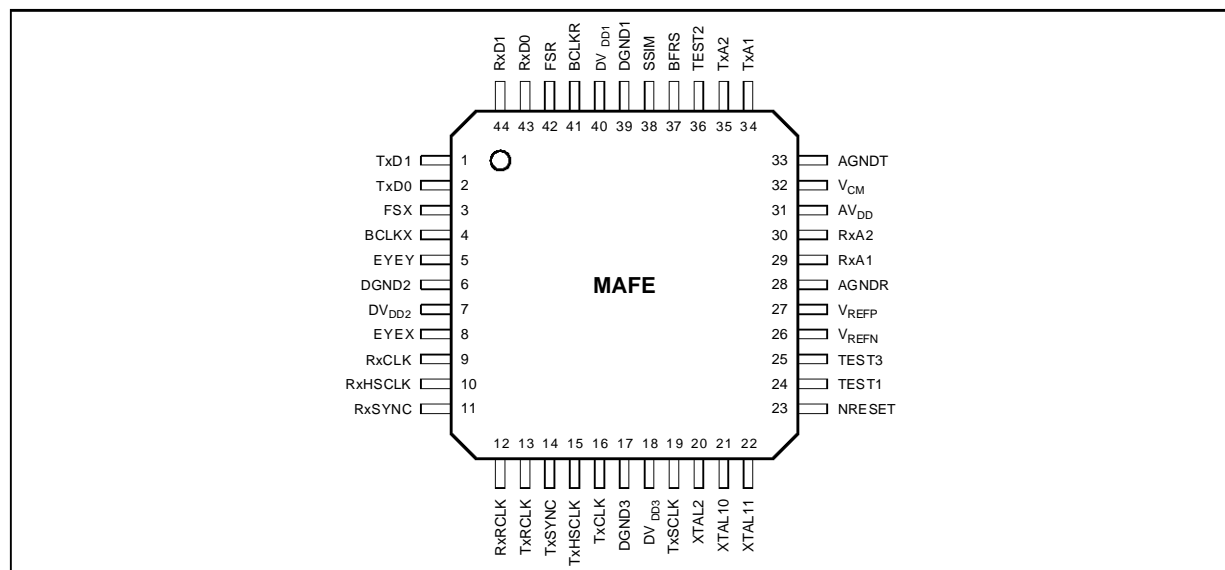 RxD1 RxD0 FSR BCLKR DV DD1 DGND1 SSIM BFRS TEST2 TxA2 TxA1
44 43 42 41 40 39 38 37 36 35 34
TxD1 1
TxD0 2
FSX 3
BCLKX 4
EYEY 5
DGND2 6
DVDD2 7
EYEX 8
RxCLK 9
RxHSCLK 10
RxSYNC 11
MAFE
33 AGNDT
32 VCM
31 AVDD
30 RxA2
29 RxA1
28 AGNDR
27 VREFP
26 VREFN
25 TEST3
24 TEST1
23 NRESET
12 13 14 15 16 17 18 19 20 21 22
RxRCLK TxRCLK TxSYNC TxHSCLK TxCLK DGND3 DV DD3 TxSCLK XTAL2 XTAL10 XTAL11